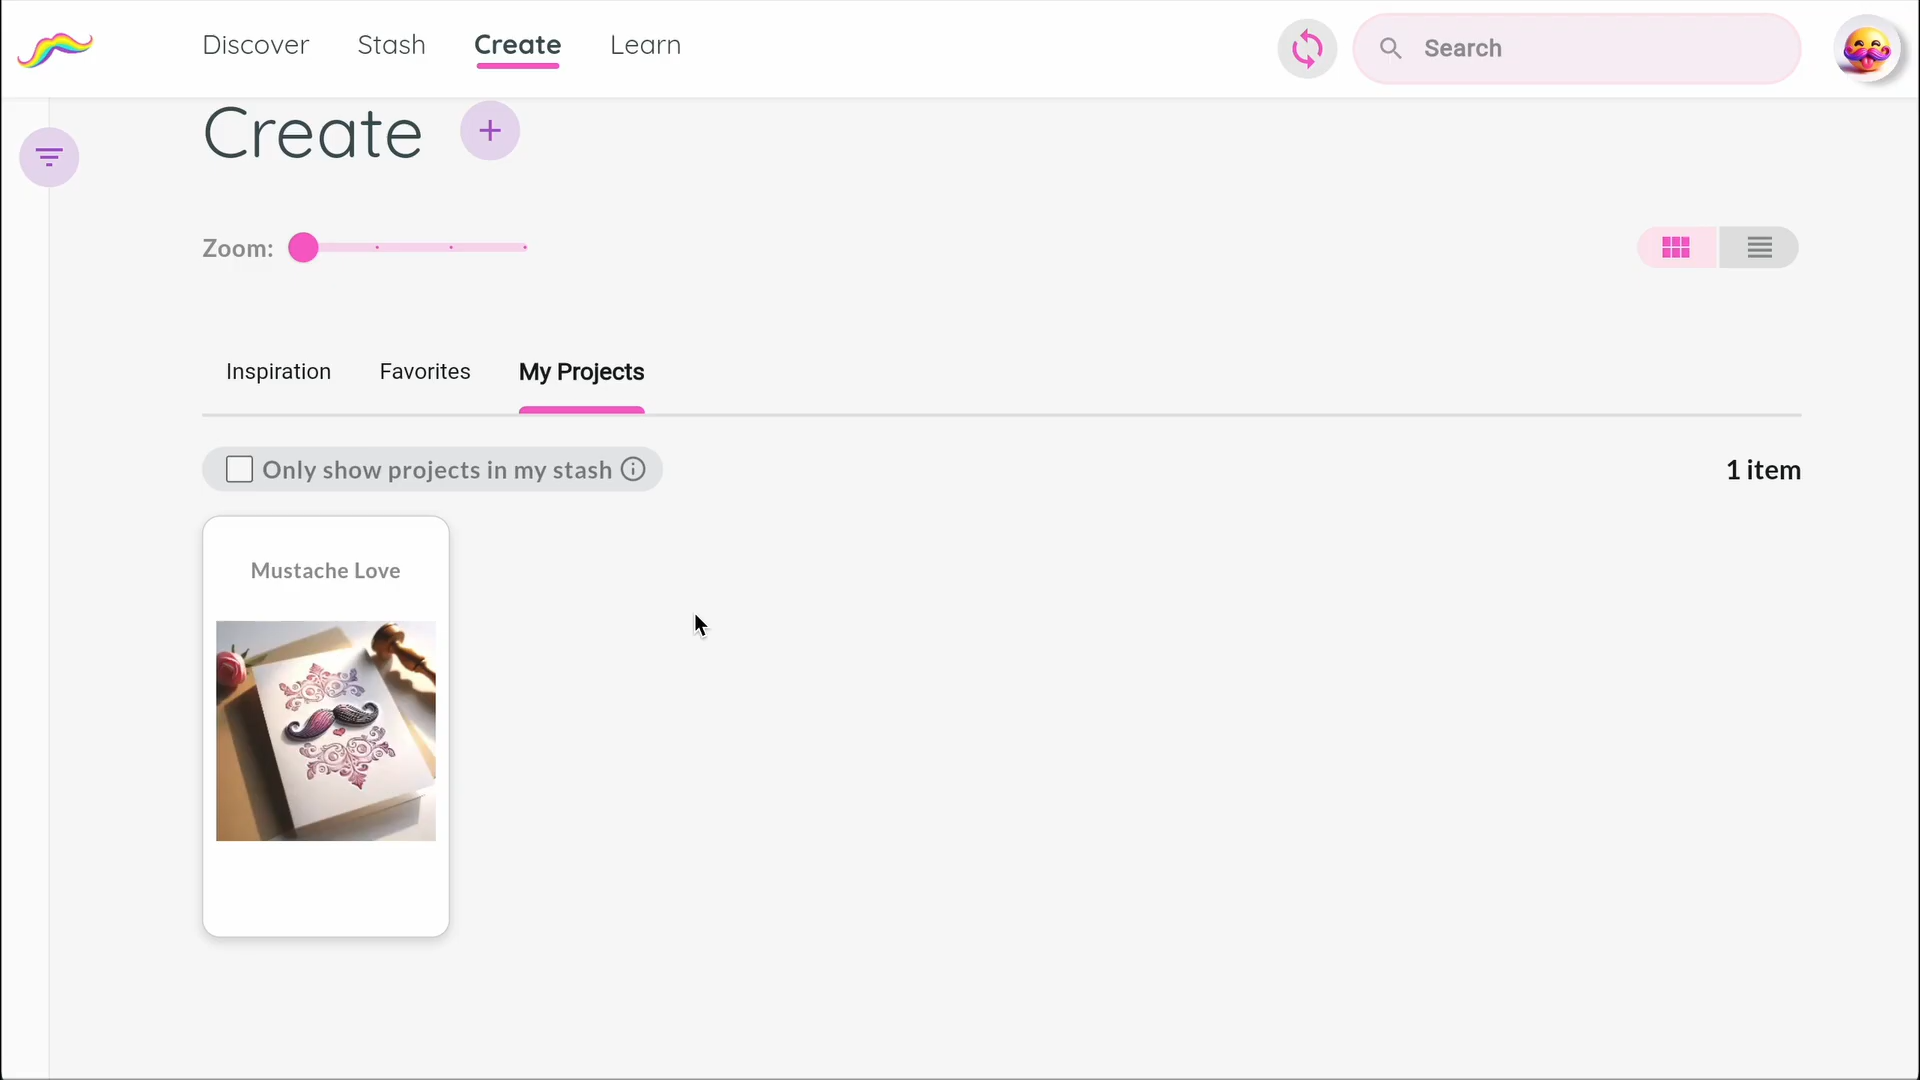 Discover Stash Create Learn
Search
Create
Zoom:
Inspiration Favorites My Projects
Only show projects in my stash
1 item
Mustache Love